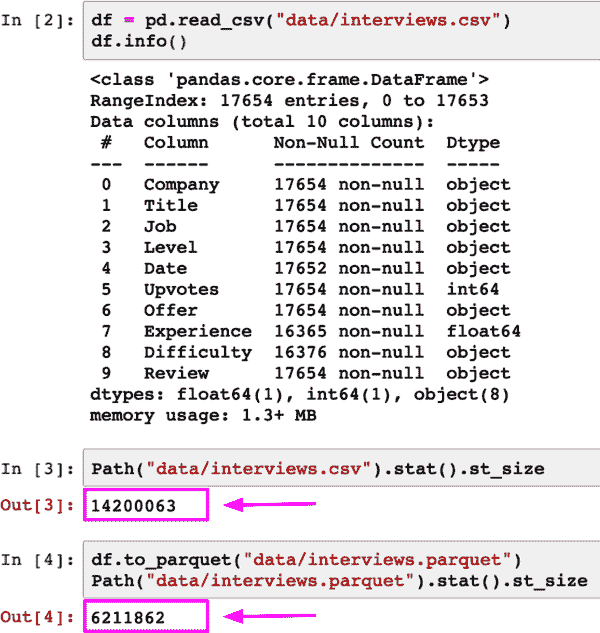 In [2]: df = pd.read_csv("data/interviews.csv")
df.info()
<class 'pandas.core.frame.DataFrame'>
RangeIndex: 17654 entries, 0 to 17653
Data columns (total 10 columns):
 #   Column      Non-Null Count  Dtype
---  ------      --------------  -----
 0   Company     17654 non-null  object
 1   Title       17654 non-null  object
 2   Job         17654 non-null  object
 3   Level       17654 non-null  object
 4   Date        17652 non-null  object
 5   Upvotes     17654 non-null  int64
 6   Offer       17654 non-null  object
 7   Experience  16365 non-null  float64
 8   Difficulty  16376 non-null  object
 9   Review      17654 non-null  object
dtypes: float64(1), int64(1), object(8)
memory usage: 1.3+ MB
In [3]: Path("data/interviews.csv").stat().st_size
Out[3]: 14200063
In [4]: df.to_parquet("data/interviews.parquet")
Path("data/interviews.parquet").stat().st_size
Out[4]: 6211862